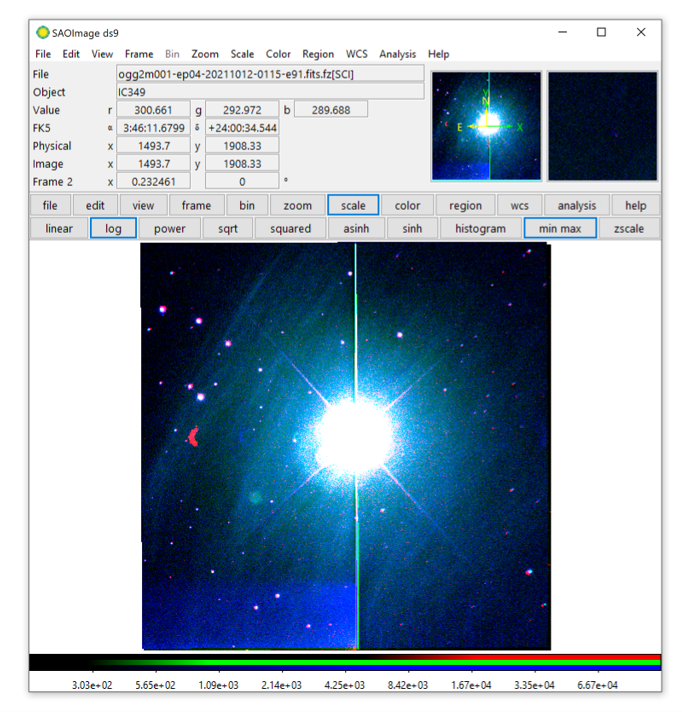 SAOImage ds9
File Edit View Frame Bin Zoom Scale Color Region WCS Analysis Help
File ogg2m001-ep04-20211012-0115-e91.fits.fz[SCI]
Object IC349
Value r 300.661 g 292.972 b 289.688
FK5 α 3:46:11.6799 δ +24:00:34.544
Physical x 1493.7 y 1908.33
Image x 1493.7 y 1908.33
Frame 2 x 0.232461 0 °
Y
N
E X
file edit view frame bin zoom scale color region wcs analysis help
linear log power sqrt squared asinh sinh histogram min max zscale
3.03e+02 5.65e+02 1.09e+03 2.14e+03 4.25e+03 8.42e+03 1.67e+04 3.35e+04 6.67e+04